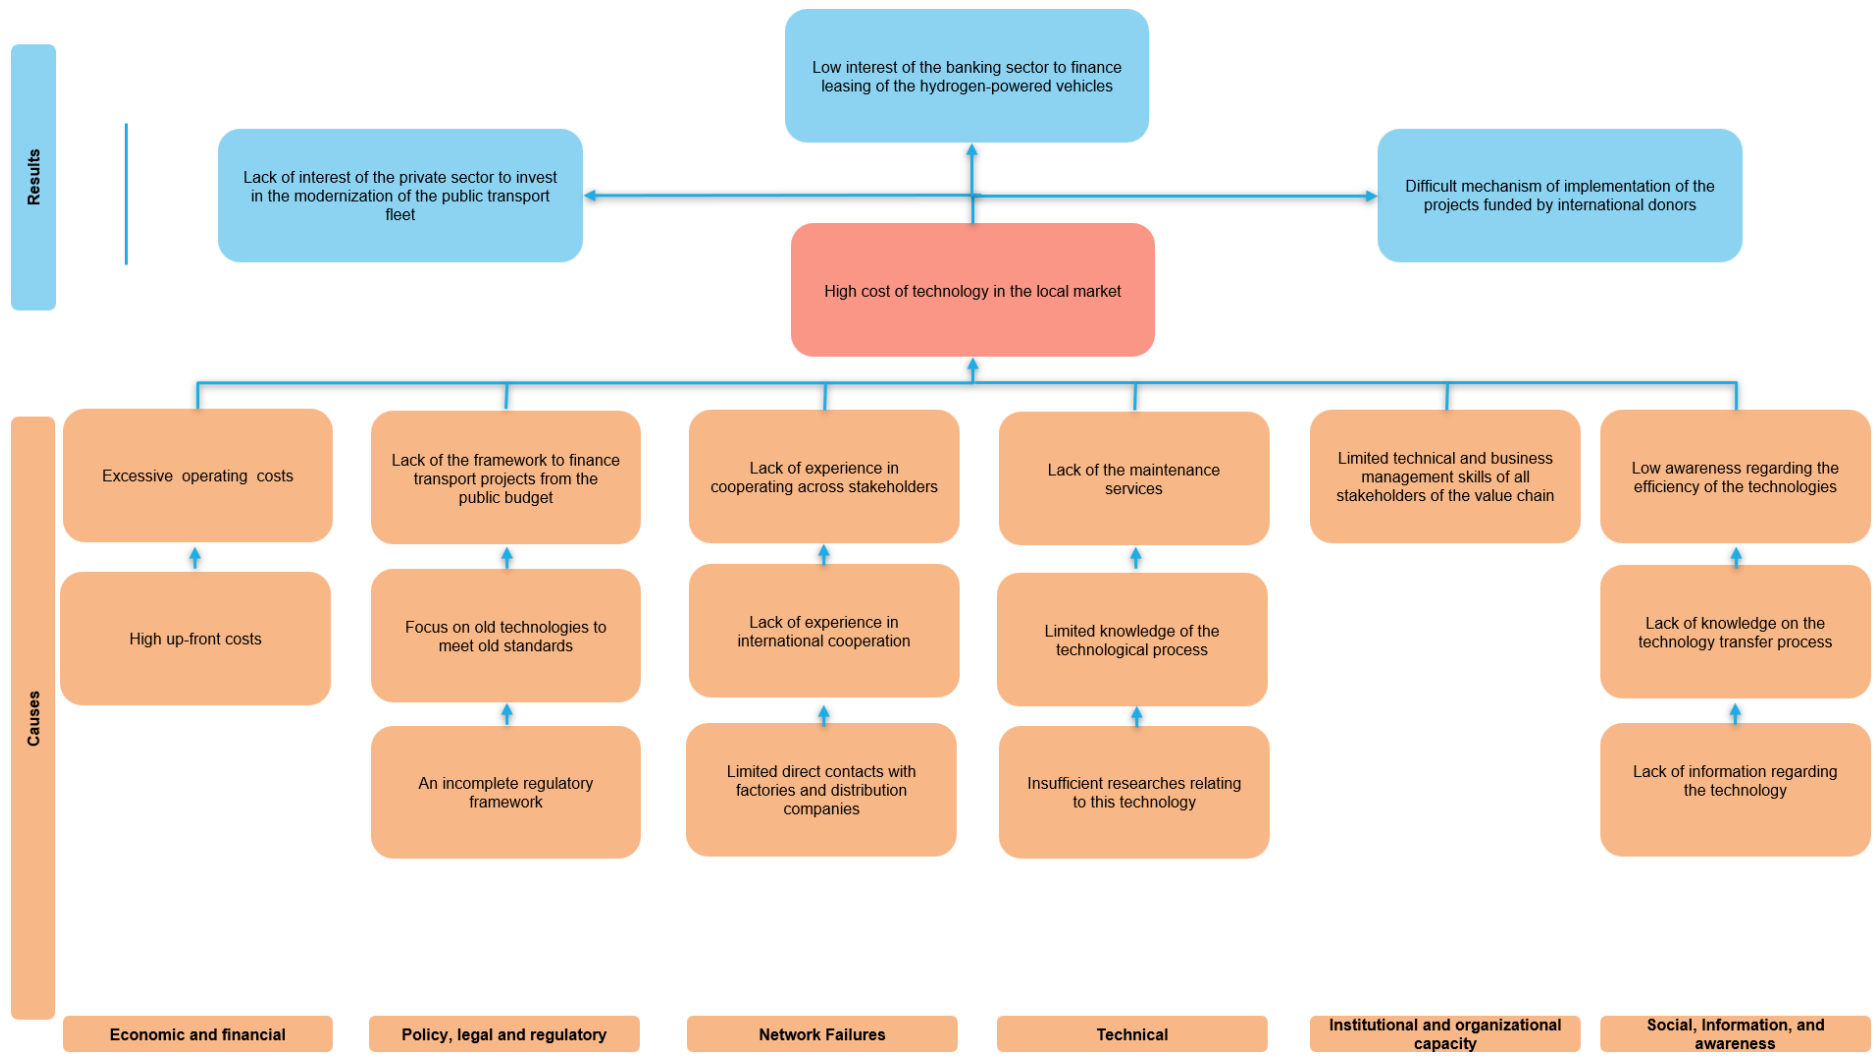 Results
Low interest of the banking sector to finance
leasing of the hydrogen-powered vehicles
Lack of interest of the private sector to invest
in the modernization of the public transport
fleet
Difficult mechanism of implementation of the
projects funded by international donors
High cost of technology in the local market
Causes
Excessive operating costs
Lack of the framework to finance
transport projects from the
public budget
Lack of experience in
cooperating across stakeholders
Lack of the maintenance
services
Limited technical and business
management skills of all
stakeholders of the value chain
Low awareness regarding the
efficiency of the technologies
High up-front costs
Focus on old technologies to
meet old standards
Lack of experience in
international cooperation
Limited knowledge of the
technological process
Lack of knowledge on the
technology transfer process
An incomplete regulatory
framework
Limited direct contacts with
factories and distribution
companies
Insufficient researches relating
to this technology
Lack of information regarding
the technology
Economic and financial
Policy, legal and regulatory
Network Failures
Technical
Institutional and organizational
capacity
Social, Information, and
awareness